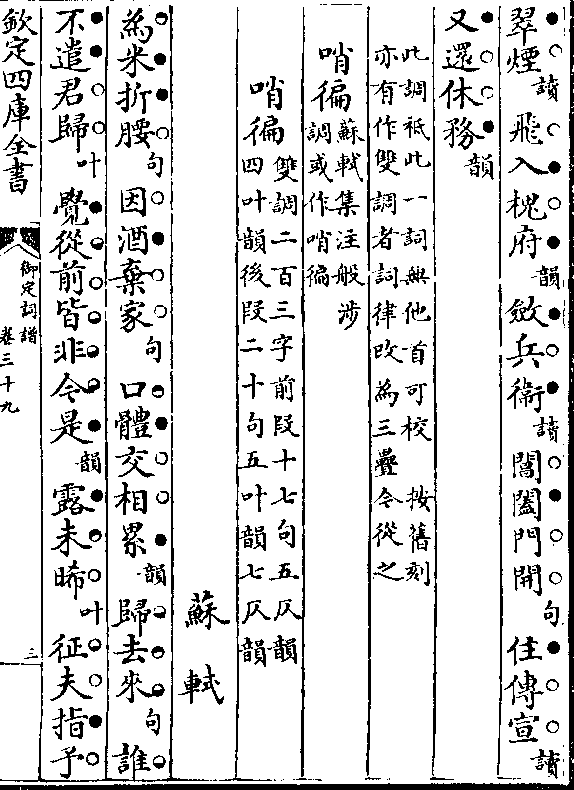 翠煙讀飛入槐府韻斂兵衛讀閶闔門開句住傳宣讀
又還休務韻
此調祗此一詞無他首可校　按舊刻
亦有作雙調者詞律改為三疊今從之
哨徧蘇軾集注般涉
調或作哨徧
哨徧雙調二百三字前段十七句五仄韻
四叶韻後段二十句五叶韻七仄韻
蘇軾
為米折腰句因酒棄家句口體交相累韻歸去來句誰
不遣君歸叶覺從前皆非今是韻露未晞叶征夫指予
欽定四庫全書
御定詞譜
卷三十九
三